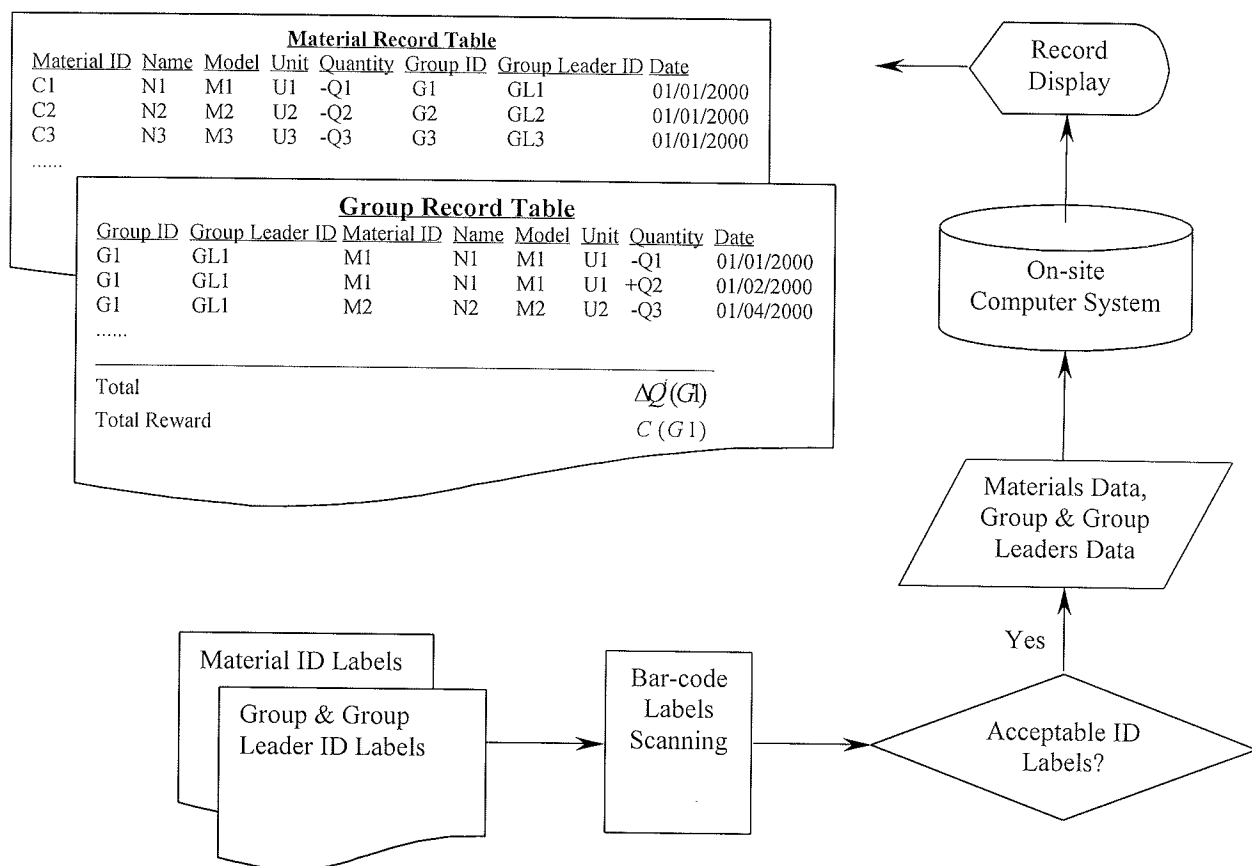 Material Record Table
Material ID Name Model Unit Quantity Group ID Group Leader ID Date
C1 N1 M1 U1 -Q1 G1 GL1 01/01/2000
C2 N2 M2 U2 -Q2 G2 GL2 01/01/2000
C3 N3 M3 U3 -Q3 G3 GL3 01/01/2000
......
Group Record Table
Group ID Group Leader ID Material ID Name Model Unit Quantity Date
G1 GL1 M1 N1 M1 U1 -Q1 01/01/2000
G1 GL1 M1 N1 M1 U1 +Q2 01/02/2000
G1 GL1 M2 N2 M2 U2 -Q3 01/04/2000
......
Total ΔQⁱ(G1)
Total Reward C (G1)
Record
Display
On-site
Computer System
Materials Data,
Group & Group
Leaders Data
Yes
Material ID Labels
Group & Group
Leader ID Labels
Bar-code
Labels
Scanning
Acceptable ID
Labels?